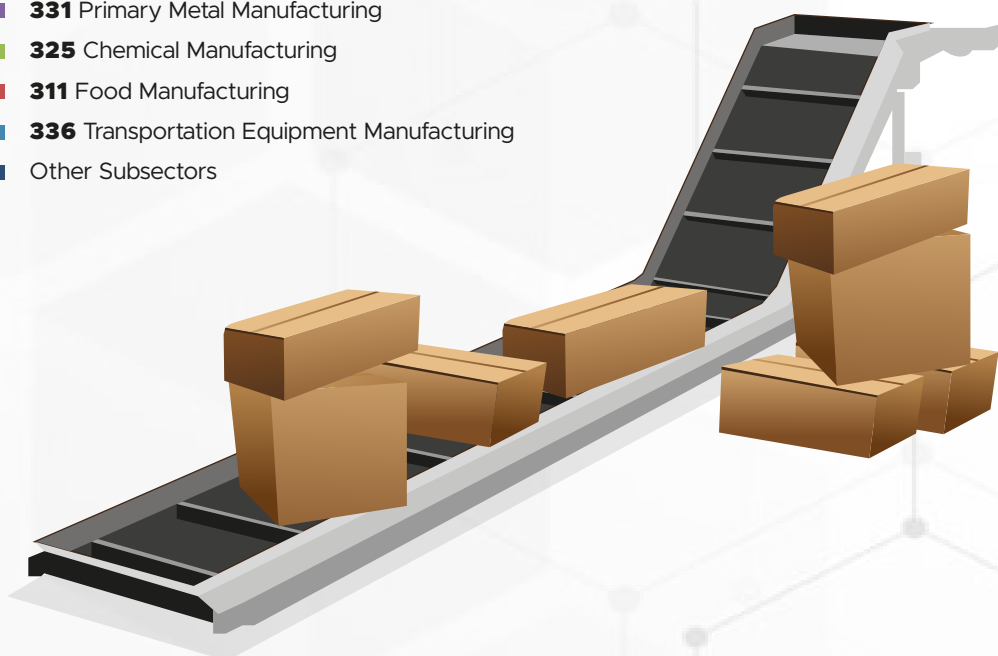 331 Primary Metal Manufacturing
325 Chemical Manufacturing
311 Food Manufacturing
336 Transportation Equipment Manufacturing
Other Subsectors